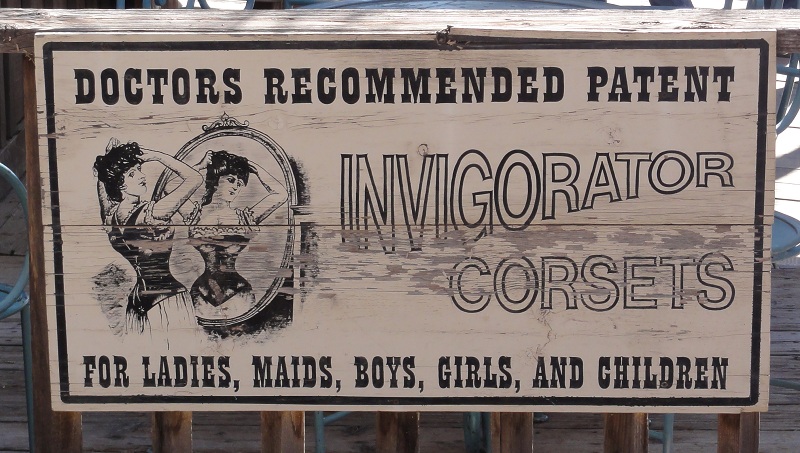 DOCTORS RECOMMENDED PATENT
INVIGORATOR
CORSETS
FOR LADIES, MAIDS, BOYS, GIRLS, AND CHILDREN